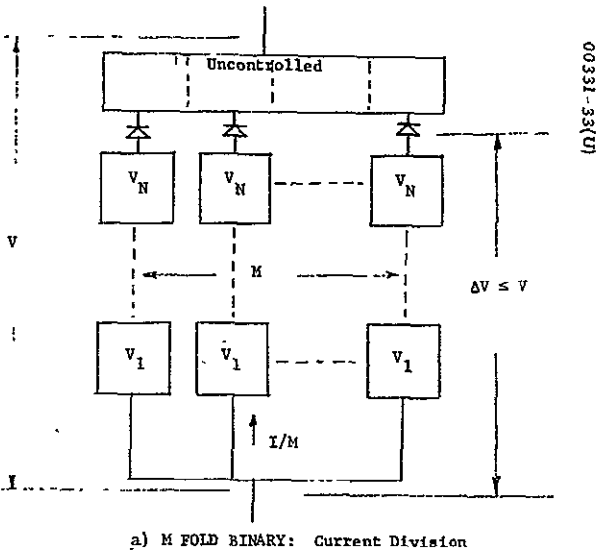 Uncontrolled
00331-33(U)
V_N V_N V_N
V
M
ΔV ≤ V
V_1 V_1 V_1
I/M
a) M FOLD BINARY: Current Division